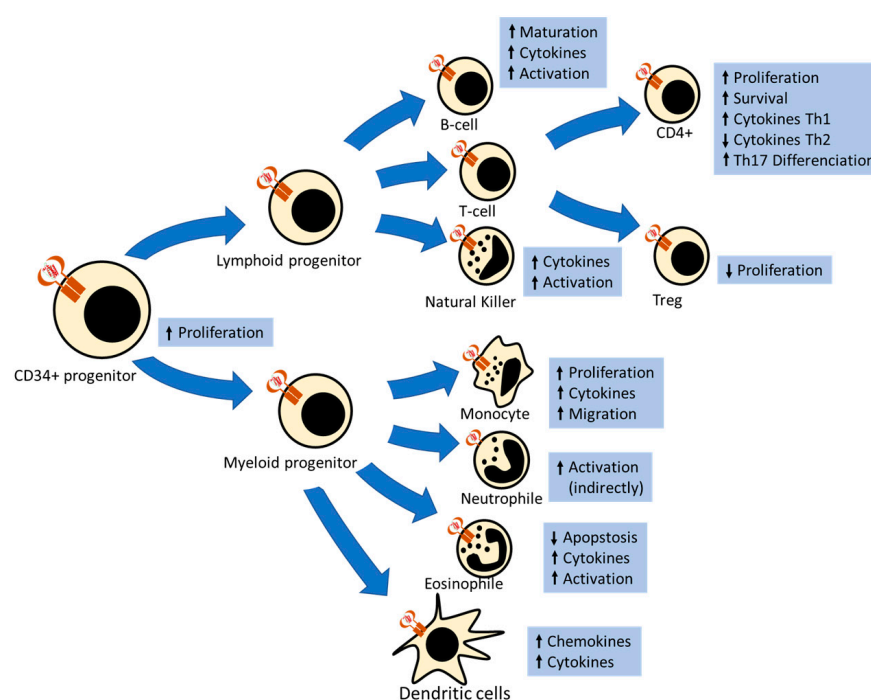 ↑ Maturation
↑ Cytokines
↑ Activation
B-cell
↑ Proliferation
↑ Survival
↑ Cytokines Th1
↓ Cytokines Th2
↑ Th17 Differenciation
CD4+
T-cell
Lymphoid progenitor
↑ Cytokines
↑ Activation
Natural Killer
↓ Proliferation
Treg
↑ Proliferation
CD34+ progenitor
↑ Proliferation
↑ Cytokines
↑ Migration
Monocyte
Myeloid progenitor
↑ Activation
(indirectly)
Neutrophile
↓ Apopstosis
↑ Cytokines
↑ Activation
Eosinophile
↑ Chemokines
↑ Cytokines
Dendritic cells